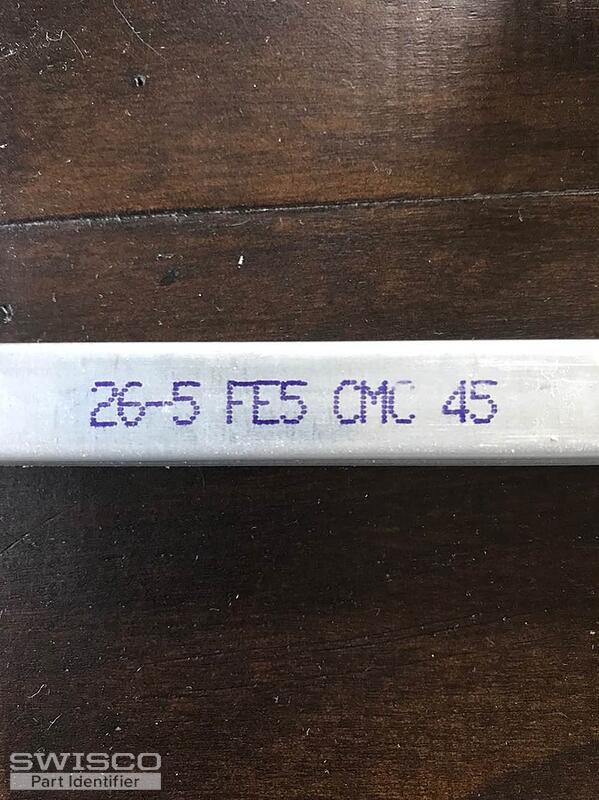 26-5 FE5 CMC 45
SWISCO
Part Identifier